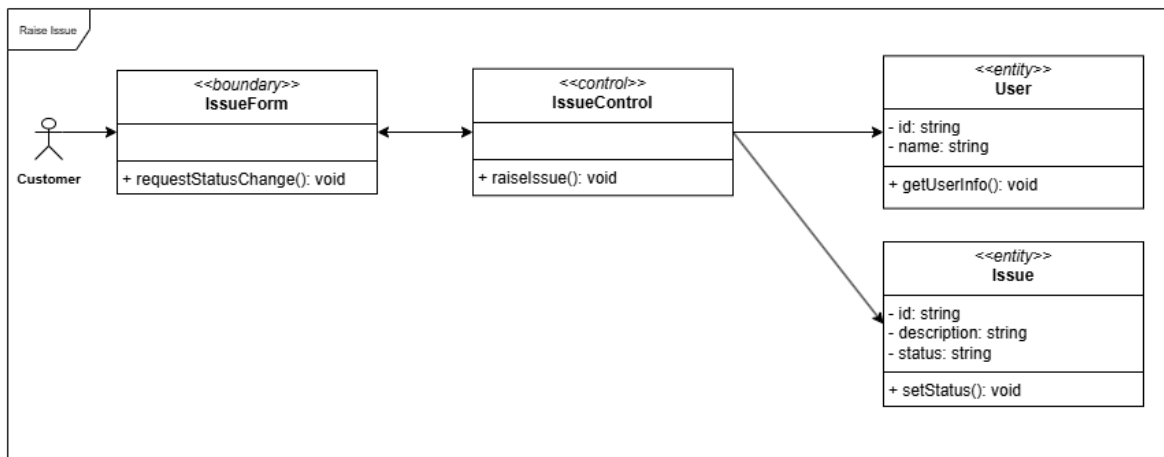 Raise Issue
Customer
<<boundary>>
IssueForm
+ requestStatusChange(): void
<<control>>
IssueControl
+ raiseIssue(): void
<<entity>>
User
- id: string
- name: string
+ getUserInfo(): void
<<entity>>
Issue
- id: string
- description: string
- status: string
+ setStatus(): void